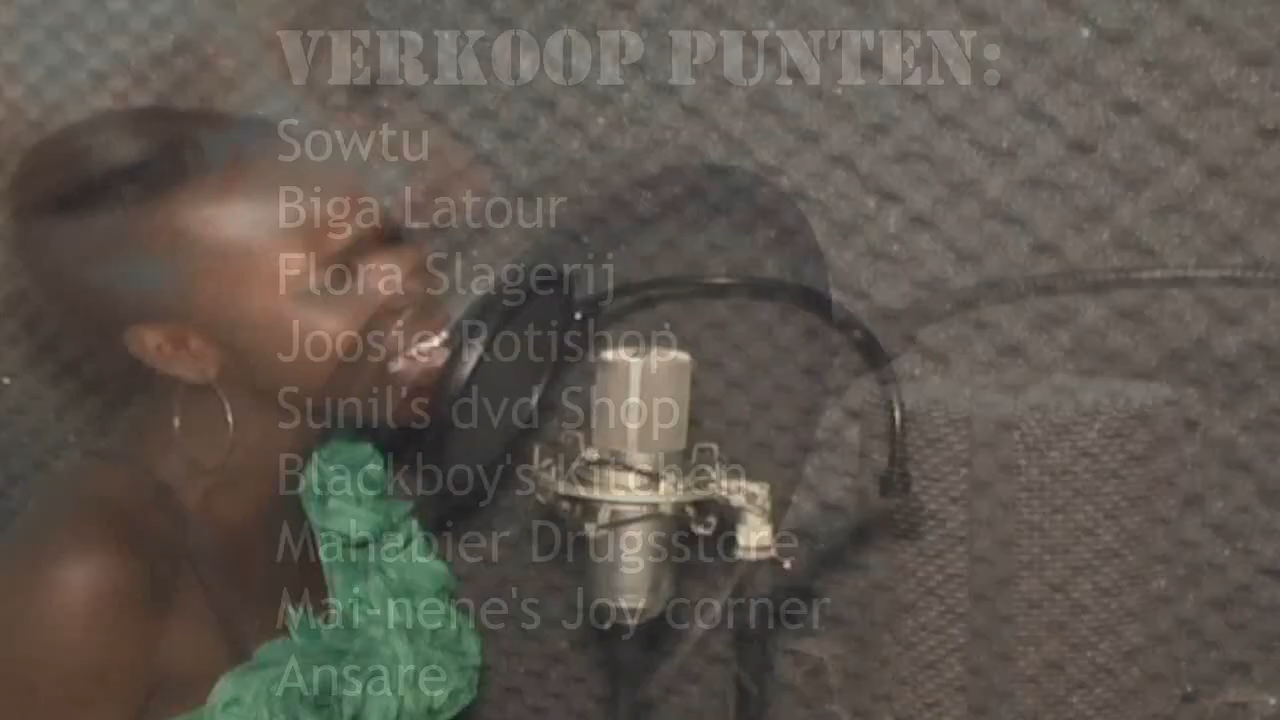 VERKOOP PUNTEN:
Sowtu
Biga Latour
Flora Slagerij
Joosie Rotishop
Sunil's dvd Shop
Blackboy's Kitchen
Mahabier Drugsstore
Mai-nene's Joy corner
Ansare